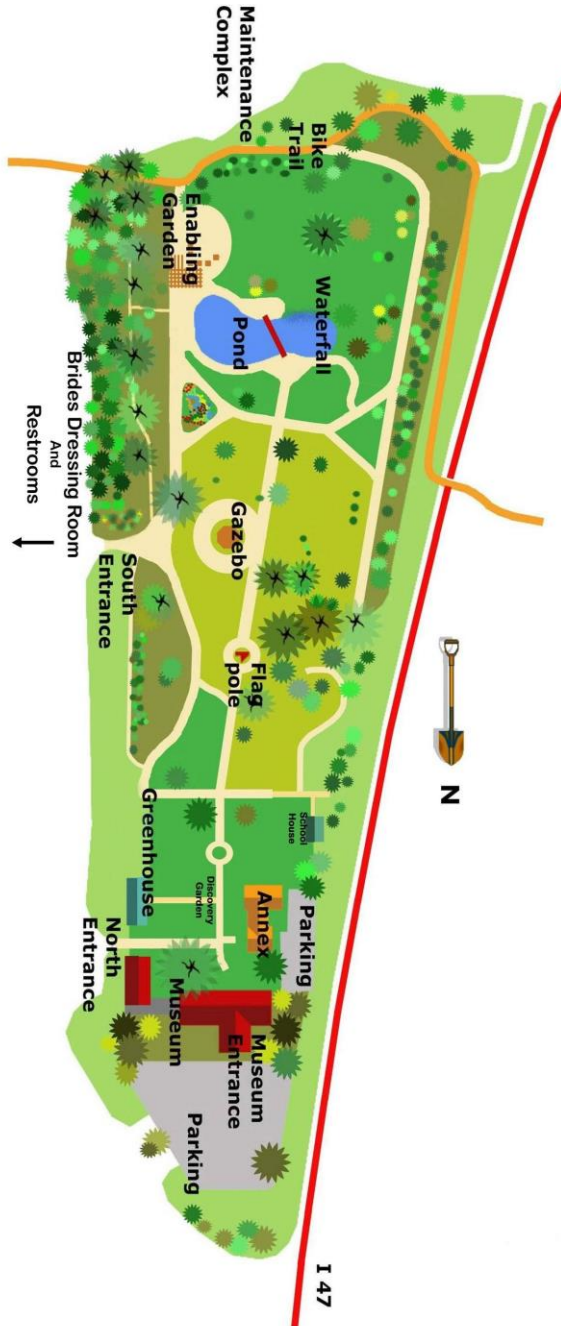 Maintenance
Complex
Bike
Trail
Enabling
Garden
Waterfall
Pond
Brides Dressing Room
And
Restrooms
Gazebo
South
Entrance
Flag
pole
N
School
House
Greenhouse
Discovery
Garden
Annex
Parking
North
Entrance
Museum
Museum
Entrance
Parking
I 47